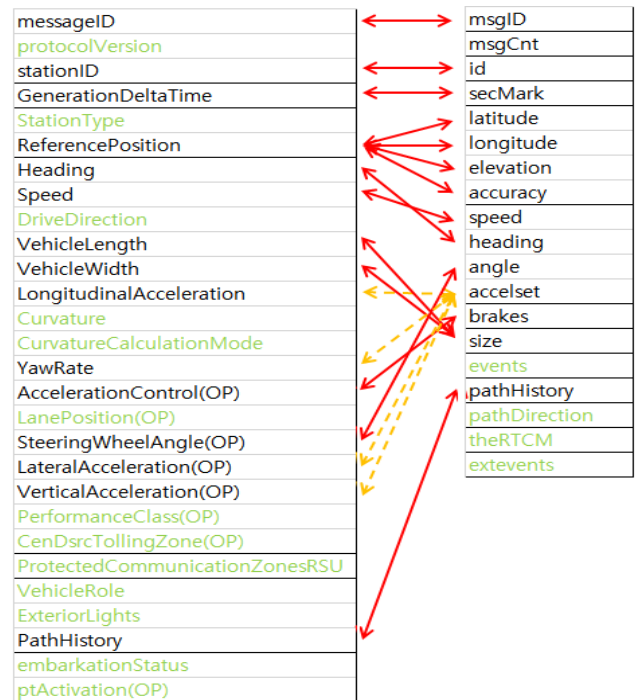 messageID
protocolVersion
stationID
GenerationDeltaTime
StationType
ReferencePosition
Heading
Speed
DriveDirection
VehicleLength
VehicleWidth
LongitudinalAcceleration
Curvature
CurvatureCalculationMode
YawRate
AccelerationControl(OP)
LanePosition(OP)
SteeringWheelAngle(OP)
LateralAcceleration(OP)
VerticalAcceleration(OP)
PerformanceClass(OP)
CenDsrcTollingZone(OP)
ProtectedCommunicationZonesRSU
VehicleRole
ExteriorLights
PathHistory
embarkationStatus
ptActivation(OP)
msgID
msgCnt
id
secMark
latitude
longitude
elevation
accuracy
speed
heading
angle
accelset
brakes
size
events
pathHistory
pathDirection
theRTCM
extevents